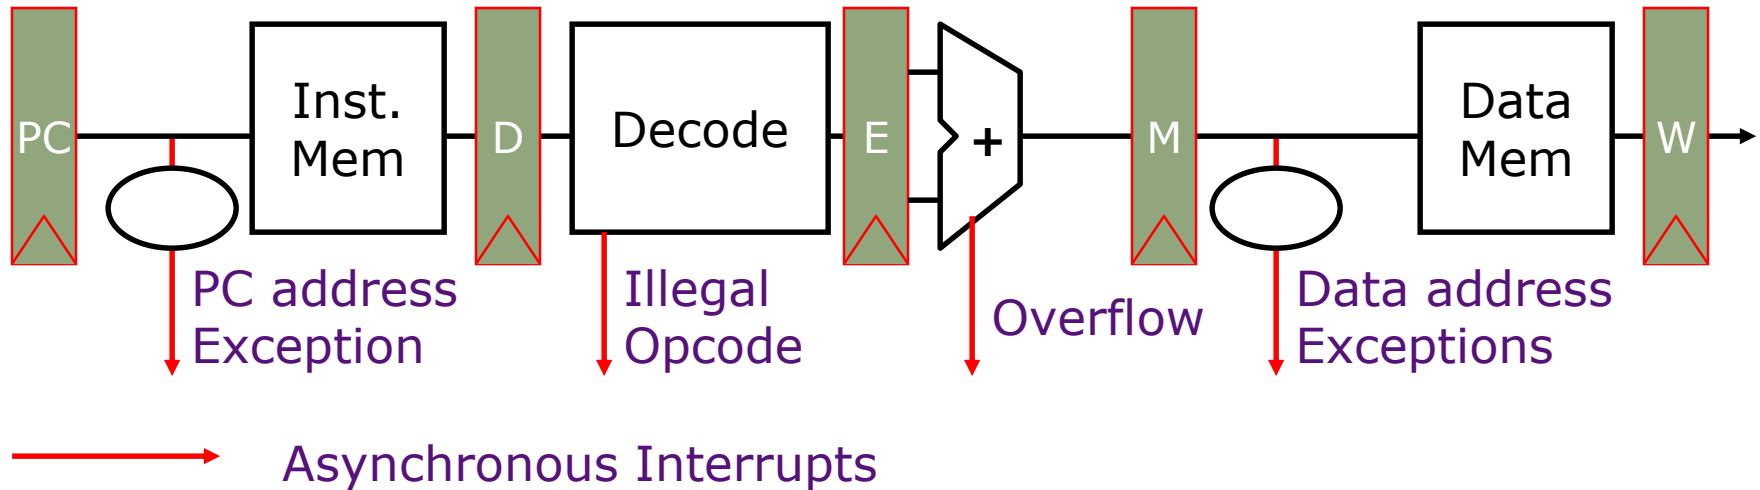 PC
Inst.
Mem
D
Decode
E
+
M
Data
Mem
W
PC address
Exception
Illegal
Opcode
Overflow
Data address
Exceptions
Asynchronous Interrupts